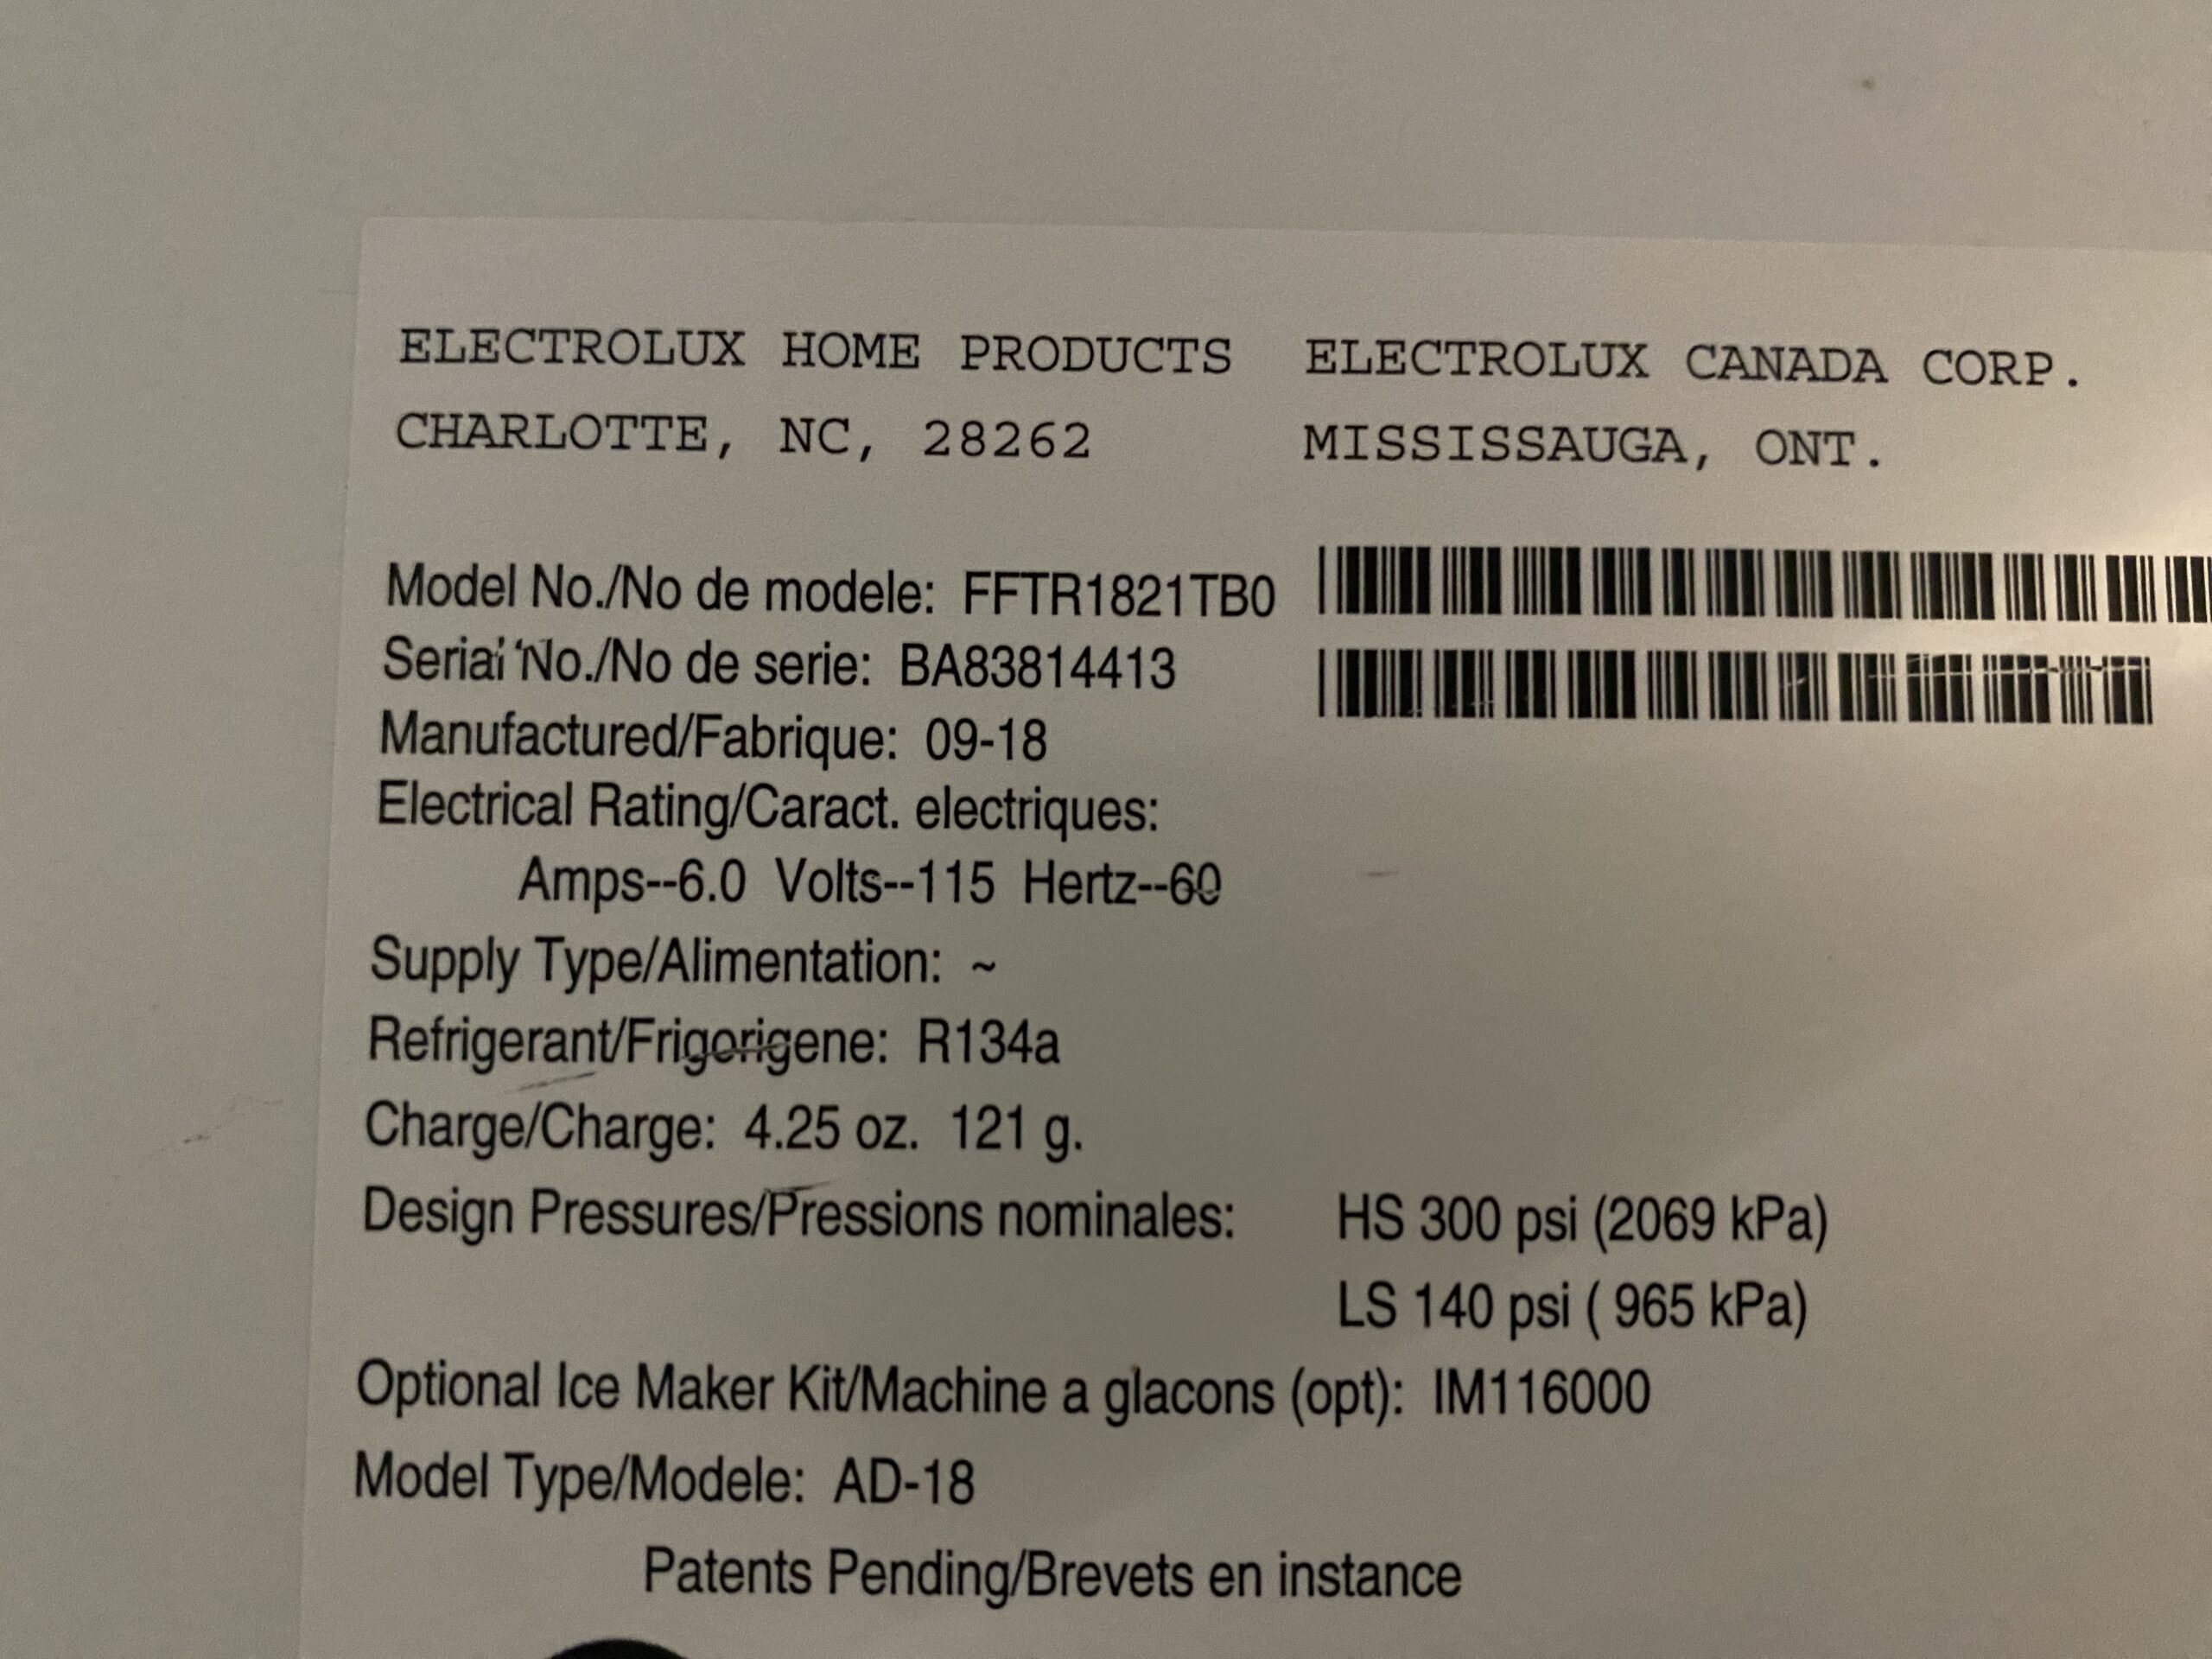 ELECTROLUX HOME PRODUCTS ELECTROLUX CANADA CORP.
CHARLOTTE, NC, 28262 MISSISSAUGA, ONT.
Model No./No de modele: FFTR1821TB0
Serial No./No de serie: BA83814413
Manufactured/Fabrique: 09-18
Electrical Rating/Caract. electriques:
Amps--6.0 Volts--115 Hertz--60
Supply Type/Alimentation: ~
Refrigerant/Frigorigene: R134a
Charge/Charge: 4.25 oz. 121 g.
Design Pressures/Pressions nominales: HS 300 psi (2069 kPa)
LS 140 psi ( 965 kPa)
Optional Ice Maker Kit/Machine a glacons (opt): IM116000
Model Type/Modele: AD-18
Patents Pending/Brevets en instance